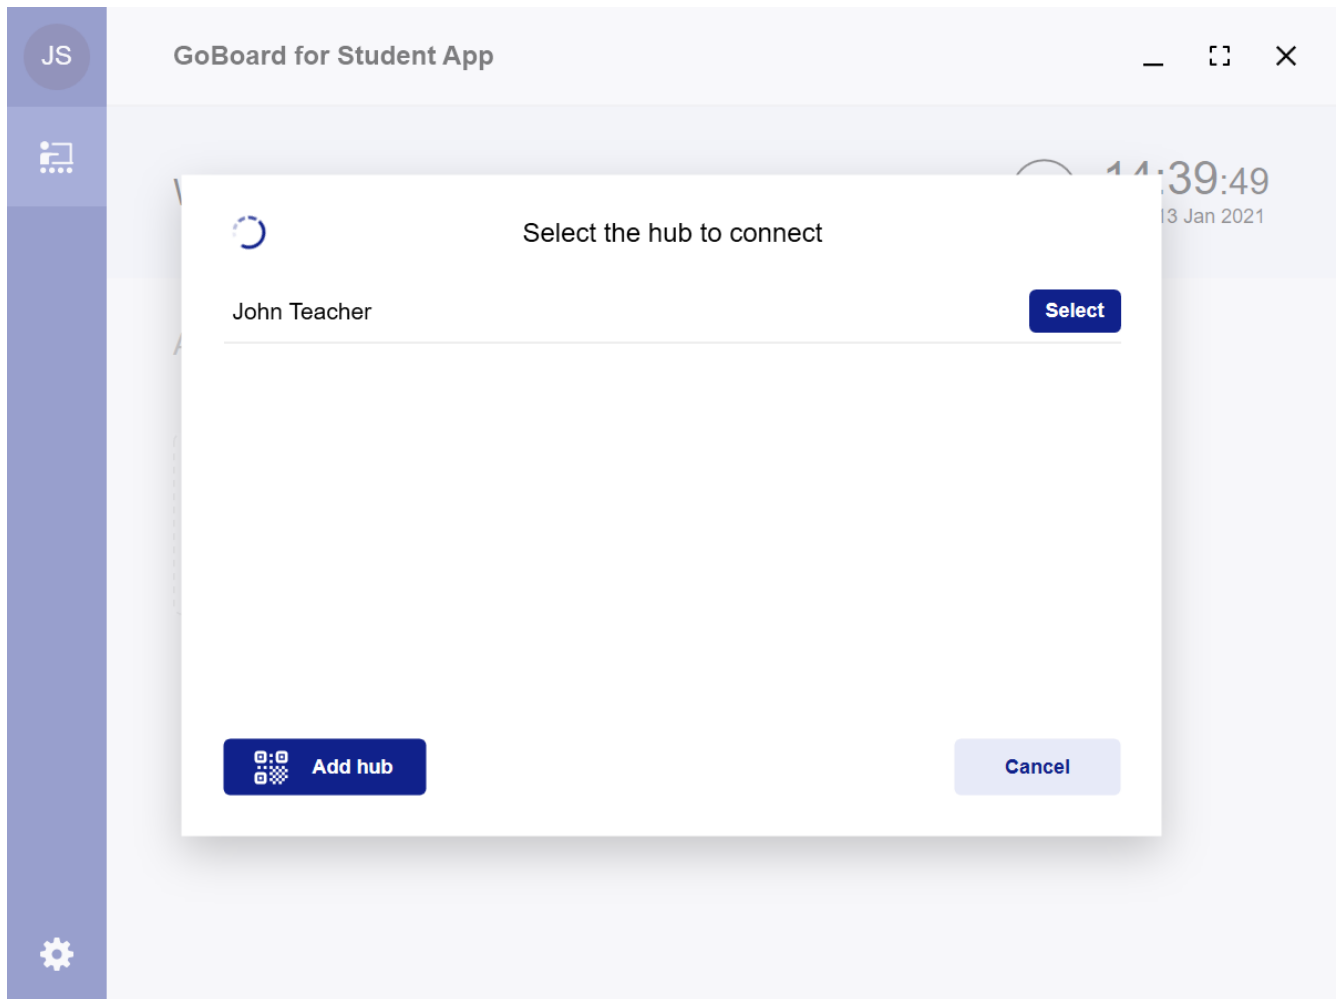 JS
GoBoard for Student App
:39:49
13 Jan 2021
Select the hub to connect
John Teacher
Select
Add hub
Cancel